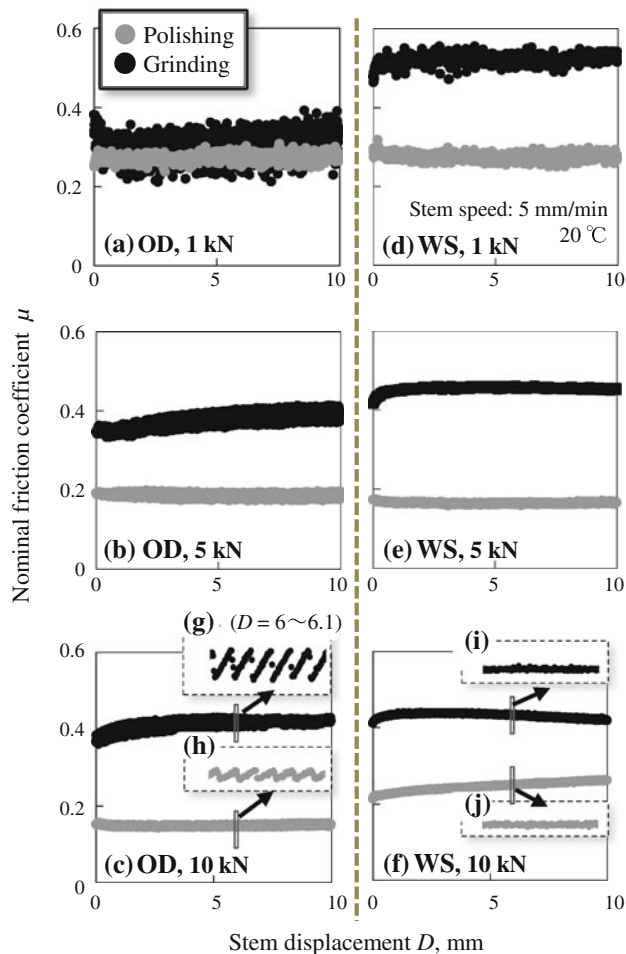 Polishing
Grinding
0.6
0.4
0.2
0
0 5 10
(a) OD, 1 kN
Stem speed: 5 mm/min
20 ℃
(d) WS, 1 kN
0 5 10
0.6
0.4
0.2
0
0 5 10
(b) OD, 5 kN
(e) WS, 5 kN
0 5 10
(g) (D = 6~6.1)
0.6
0.4
0.2
0
(h)
(c) OD, 10 kN
0 5 10
(i)
(j)
(f) WS, 10 kN
0 5 10
Nominal friction coefficient μ
Stem displacement D, mm